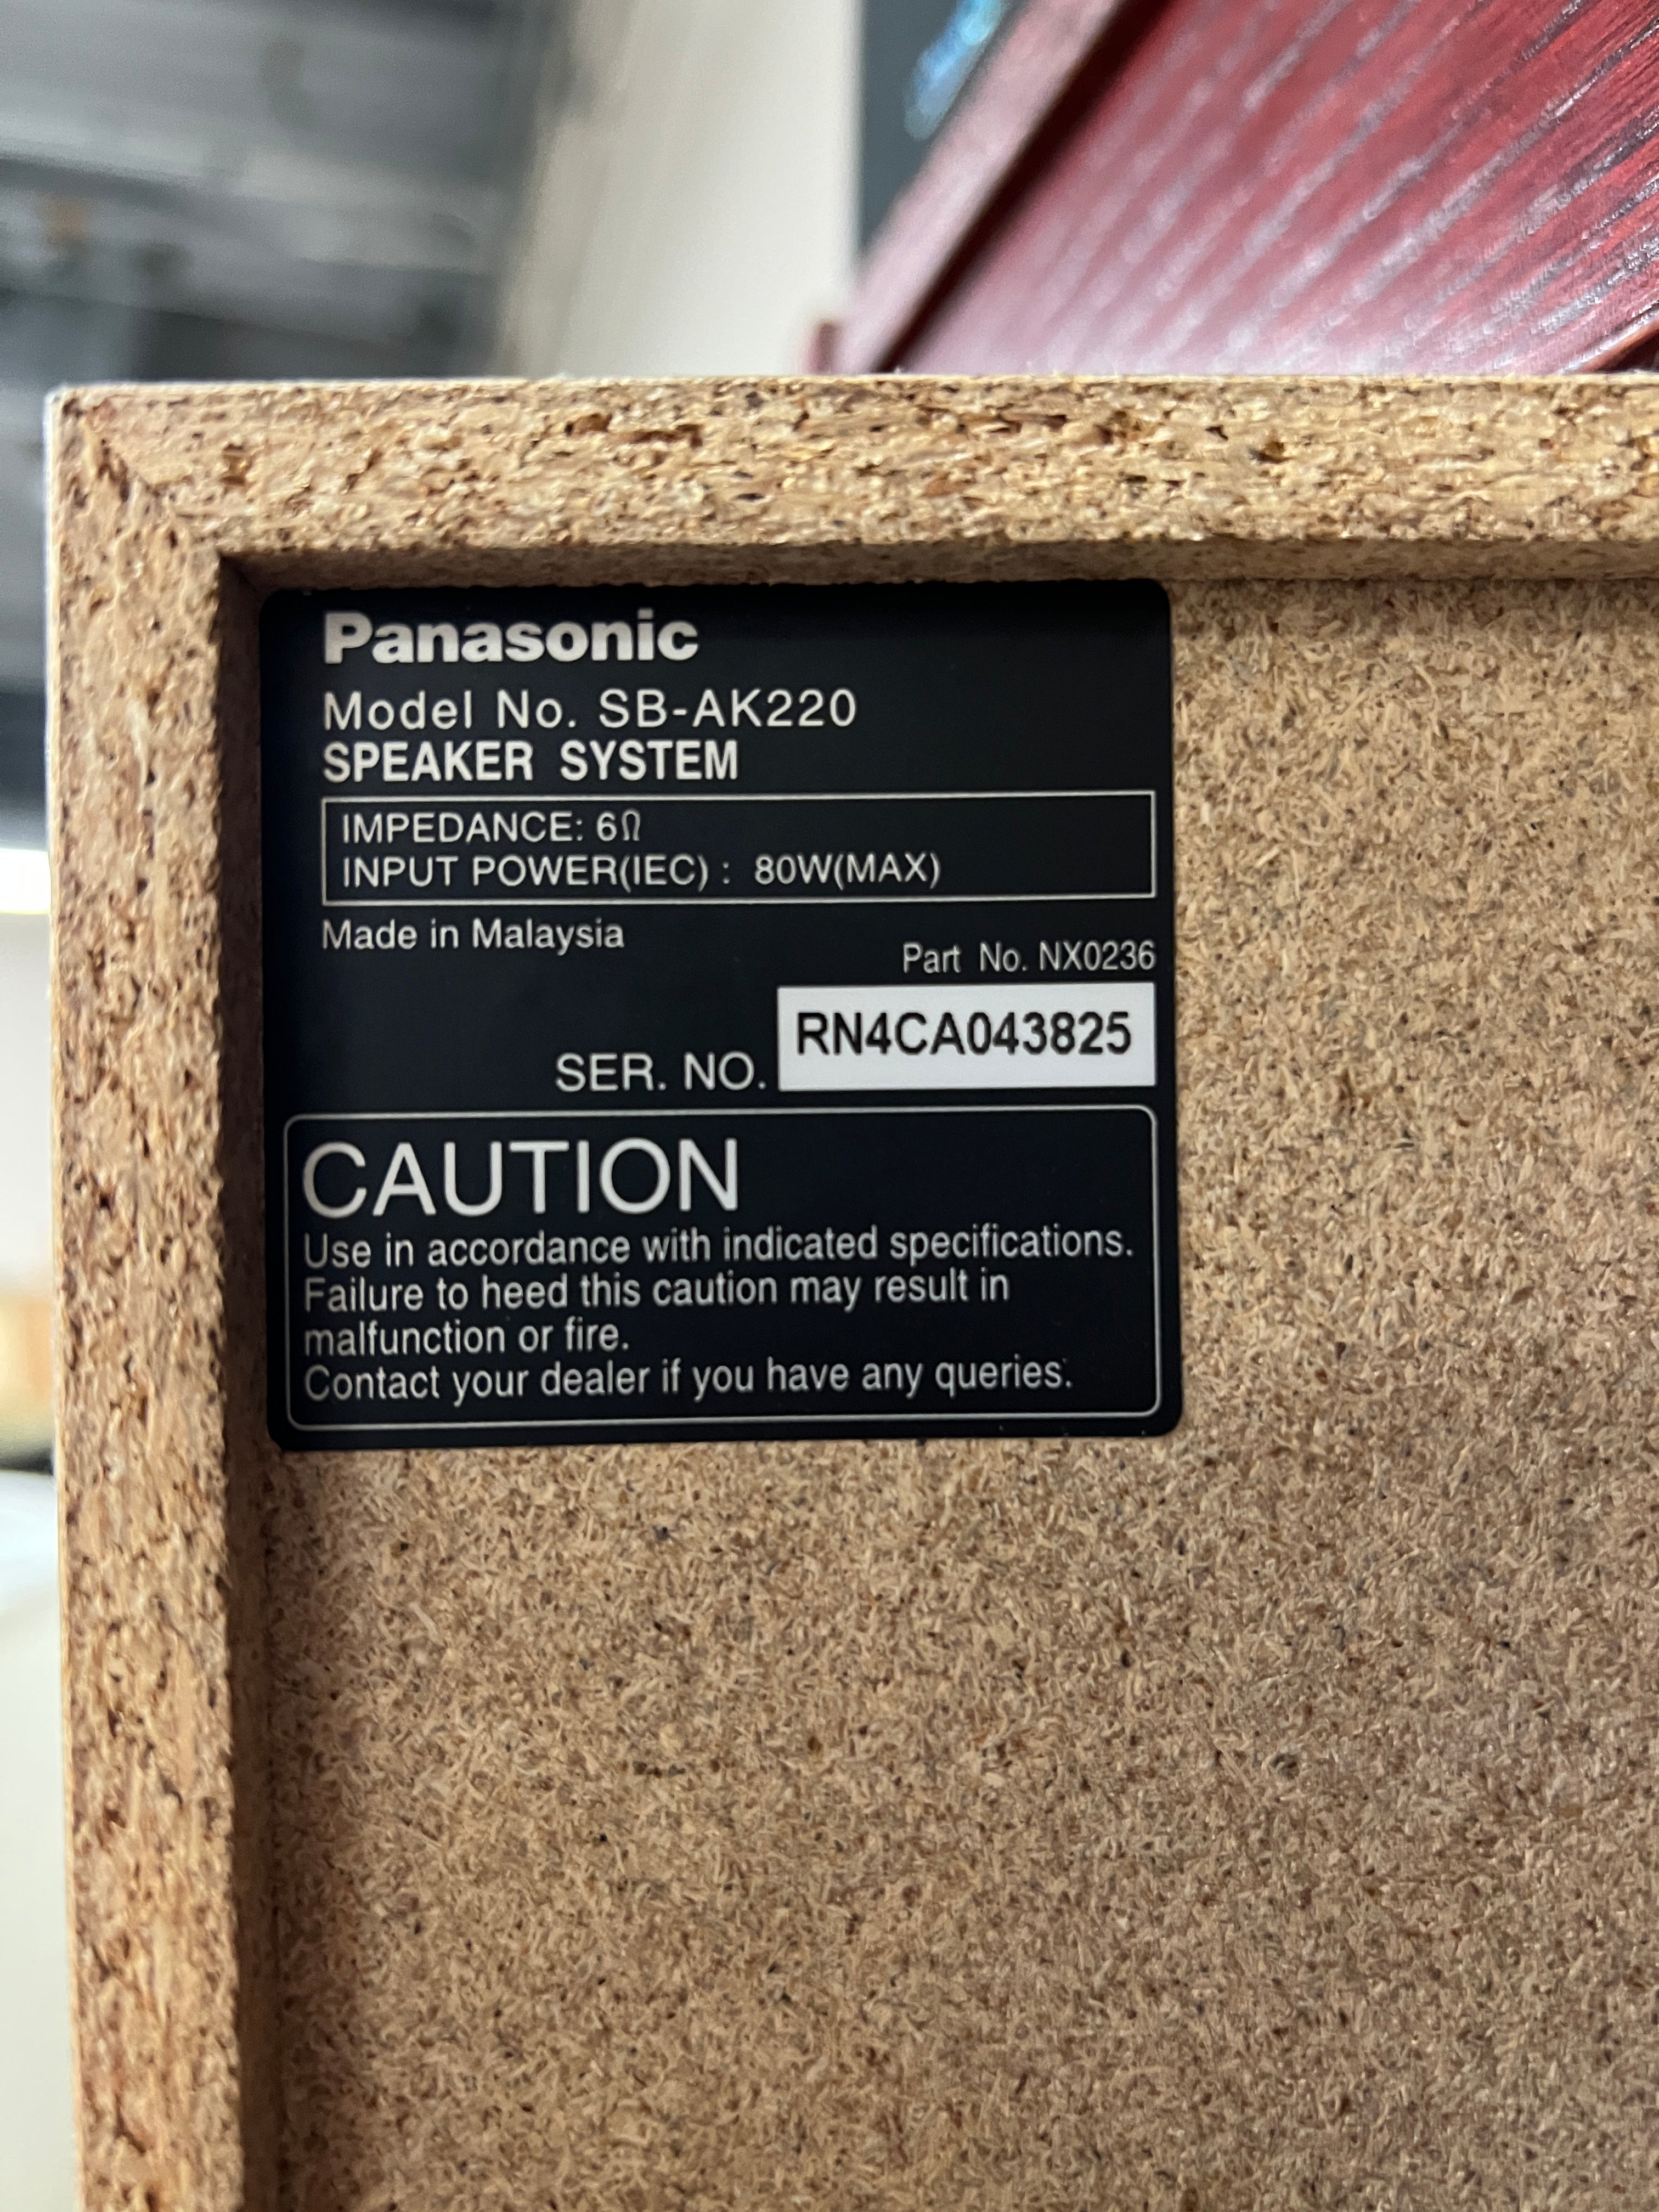 Panasonic
Model No. SB-AK220
SPEAKER SYSTEM
IMPEDANCE: 6Ω
INPUT POWER(IEC) : 80W(MAX)
Made in Malaysia
Part No. NX0236
SER. NO. RN4CA043825
CAUTION
Use in accordance with indicated specifications.
Failure to heed this caution may result in
malfunction or fire.
Contact your dealer if you have any queries.